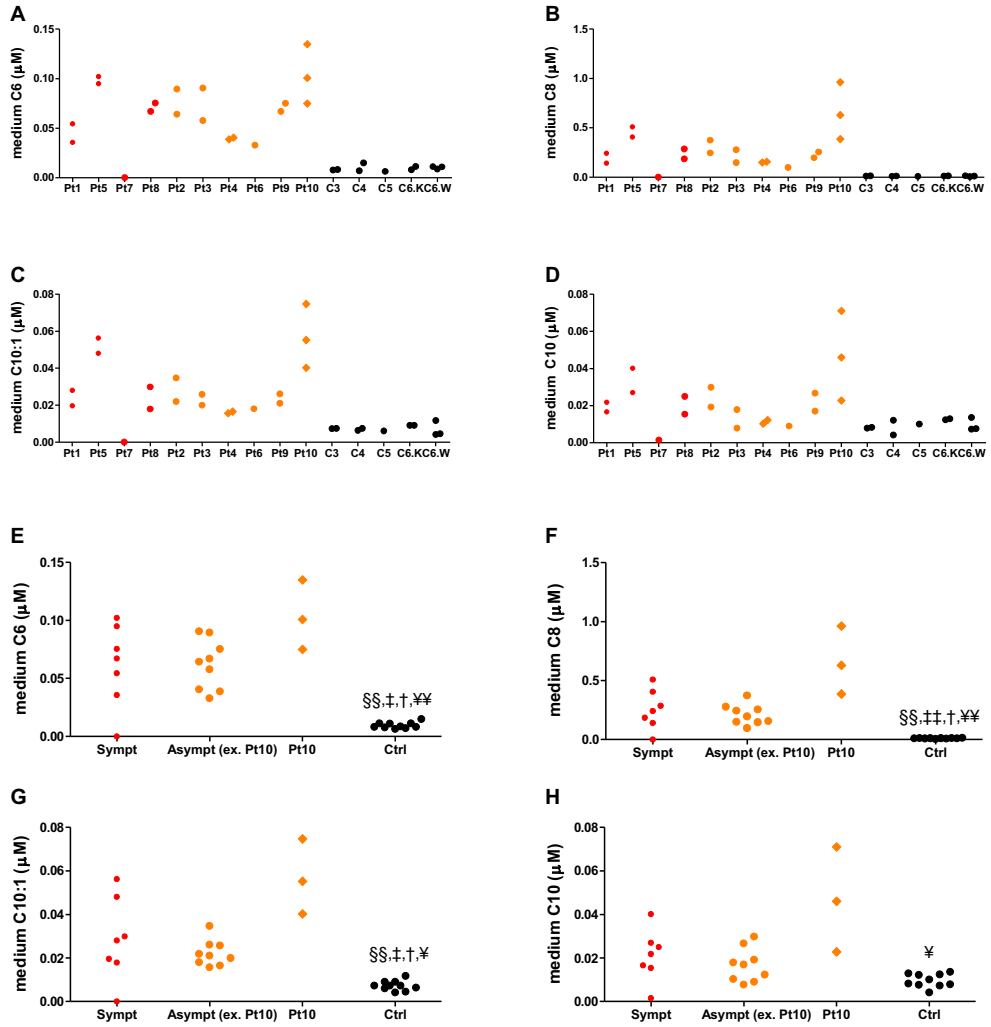 A
medium C6 (µM)
0.15
0.10
0.05
0.00
Pt1 Pt5 Pt7 Pt8 Pt2 Pt3 Pt4 Pt6 Pt9 Pt10 C3 C4 C5 C6.KC6.W
B
medium C8 (µM)
1.5
1.0
0.5
0.0
Pt1 Pt5 Pt7 Pt8 Pt2 Pt3 Pt4 Pt6 Pt9 Pt10 C3 C4 C5 C6.KC6.W
C
medium C10:1 (µM)
0.08
0.06
0.04
0.02
0.00
Pt1 Pt5 Pt7 Pt8 Pt2 Pt3 Pt4 Pt6 Pt9 Pt10 C3 C4 C5 C6.KC6.W
D
medium C10 (µM)
0.08
0.06
0.04
0.02
0.00
Pt1 Pt5 Pt7 Pt8 Pt2 Pt3 Pt4 Pt6 Pt9 Pt10 C3 C4 C5 C6.KC6.W
E
medium C6 (µM)
0.15
0.10
0.05
0.00
§§,‡,†,¥¥
Sympt Asympt (ex. Pt10) Pt10 Ctrl
F
medium C8 (µM)
1.5
1.0
0.5
0.0
§§,‡‡,†,¥¥
Sympt Asympt (ex. Pt10) Pt10 Ctrl
G
medium C10:1 (µM)
0.08
0.06
0.04
0.02
0.00
§§,‡,†,¥
Sympt Asympt (ex. Pt10) Pt10 Ctrl
H
medium C10 (µM)
0.08
0.06
0.04
0.02
0.00
¥
Sympt Asympt (ex. Pt10) Pt10 Ctrl